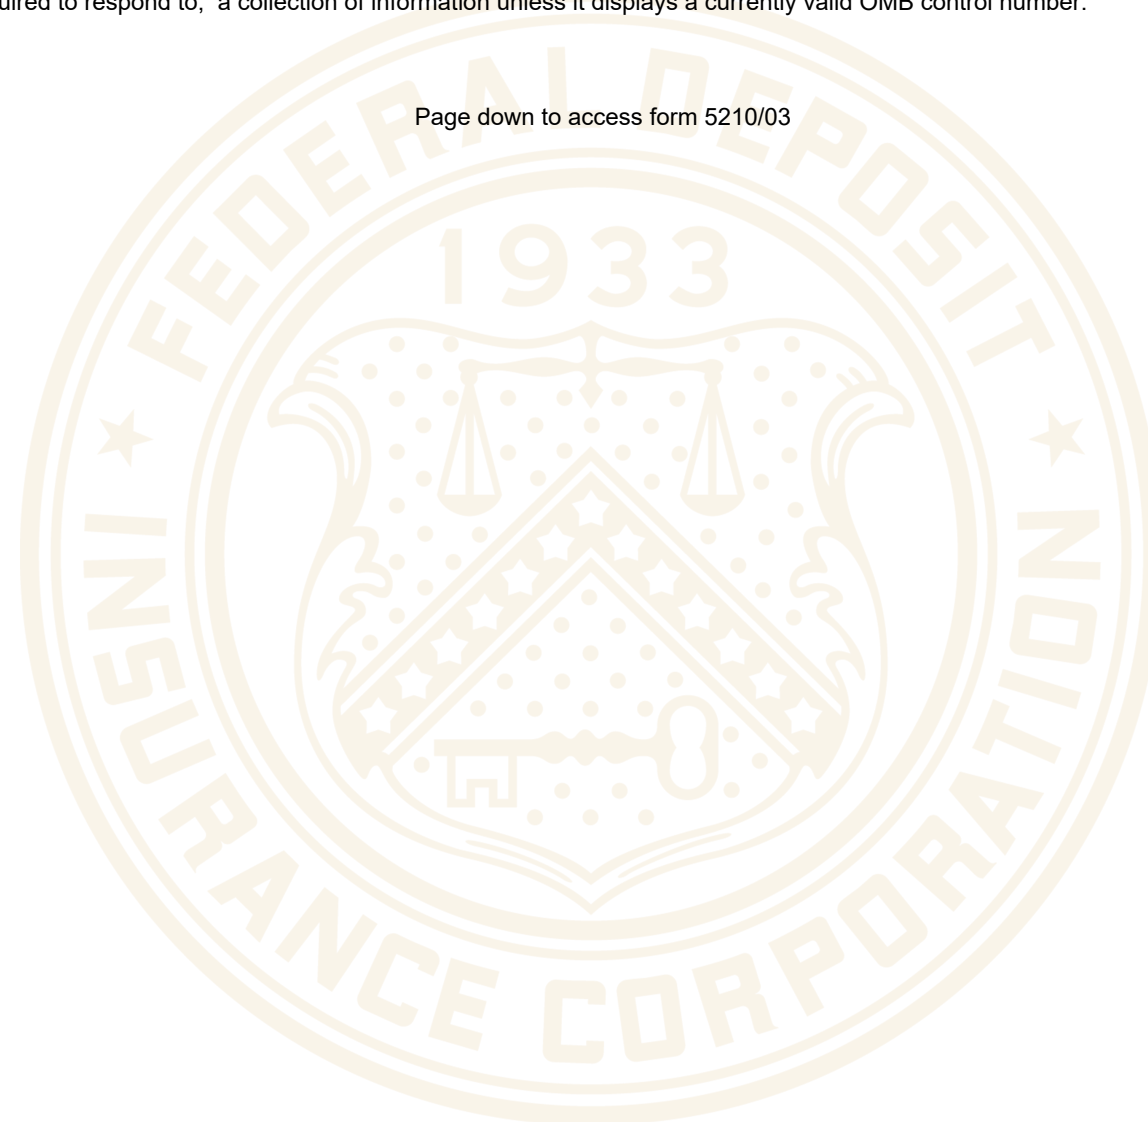 uired to respond to, a collection of information unless it displays a currently valid OMB control number.
Page down to access form 5210/03
FEDERAL DEPOSIT
1933
INSURANCE CORPORATION